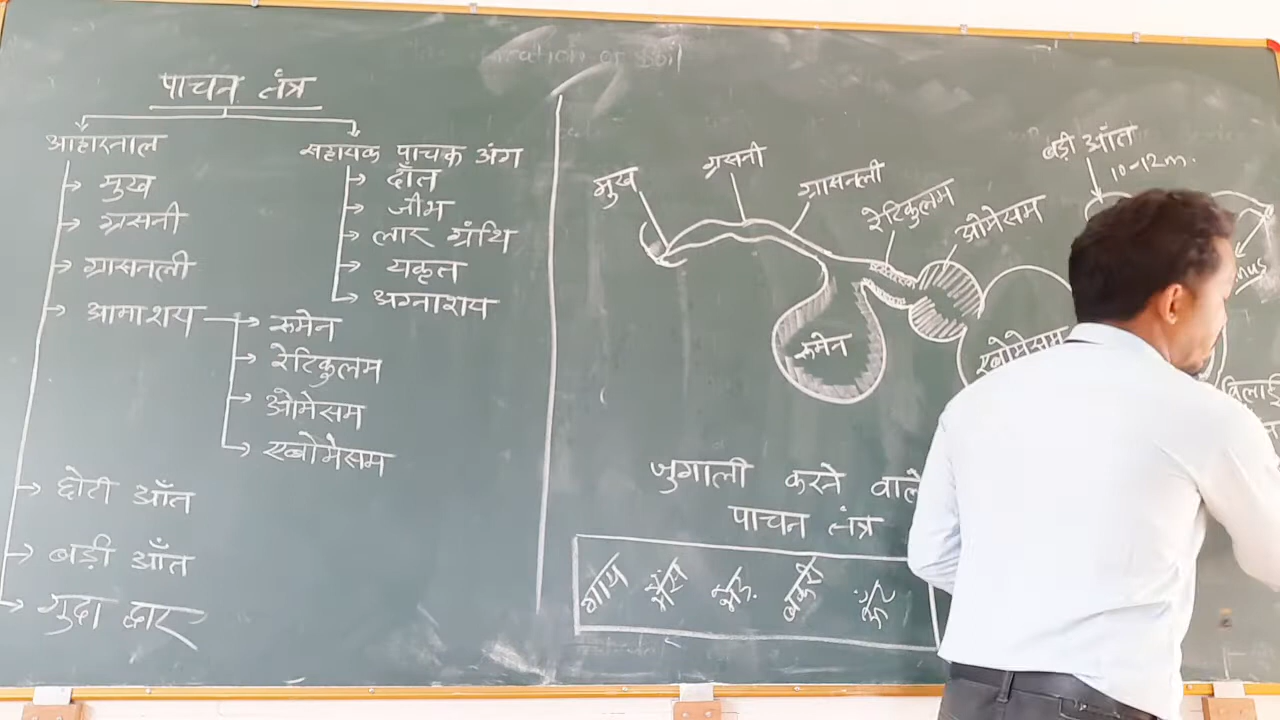 पाचन तंत्र
आहारनाल
मुख
ग्रसनी
ग्रासनली
आमाशय
रूमेन
रेटिकुलम
ओमेसम
एबोमेसम
छोटी आँत
बड़ी आँत
गुदा द्वार
सहायक पाचक अंग
दाँत
जीभ
लार ग्रंथि
यकृत
अग्नाशय
मुख
ग्रसनी
ग्रासनली
रेटिकुलम
ओमेसम
बड़ी आँत
10-12m.
रूमेन
एबोमेसम
जुगाली करने वाले
पाचन तंत्र
गाय भैंस भेड़ बकरी